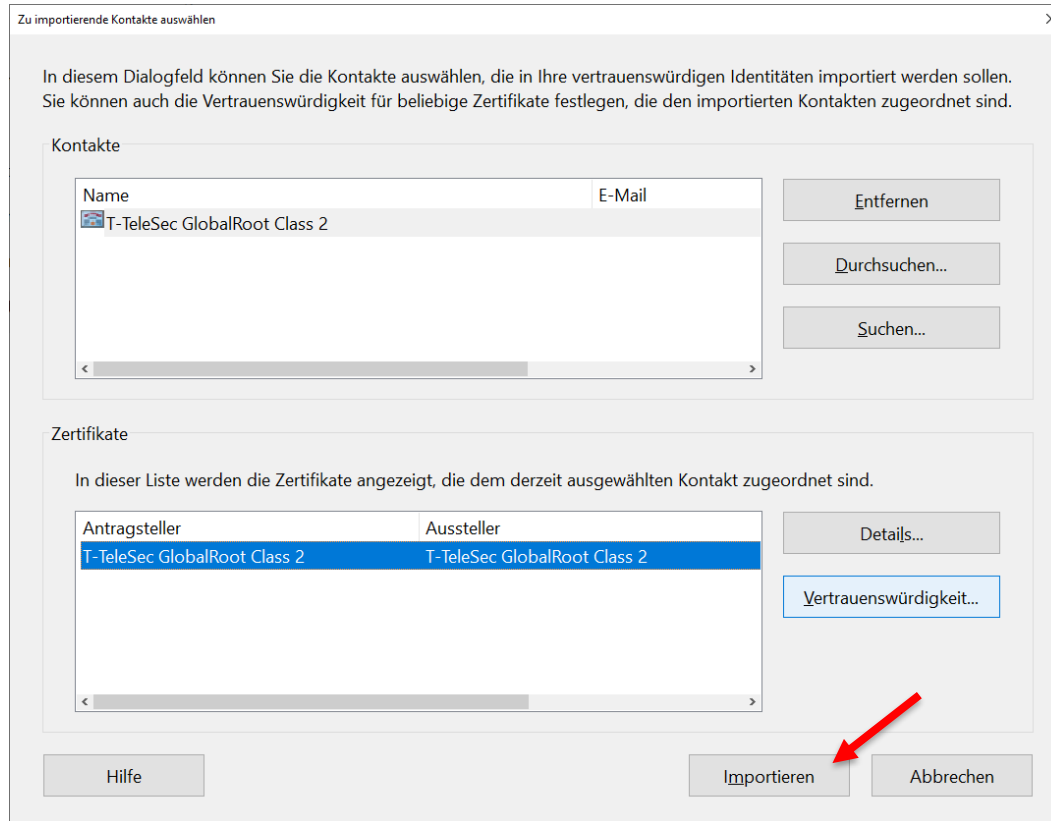 Zu importierende Kontakte auswählen
In diesem Dialogfeld können Sie die Kontakte auswählen, die in Ihre vertrauenswürdigen Identitäten importiert werden sollen.
Sie können auch die Vertrauenswürdigkeit für beliebige Zertifikate festlegen, die den importierten Kontakten zugeordnet sind.
Kontakte
Name E-Mail
T-TeleSec GlobalRoot Class 2
Entfernen
Durchsuchen...
Suchen...
Zertifikate
In dieser Liste werden die Zertifikate angezeigt, die dem derzeit ausgewählten Kontakt zugeordnet sind.
Antragsteller Aussteller
T-TeleSec GlobalRoot Class 2 T-TeleSec GlobalRoot Class 2
Details...
Vertrauenswürdigkeit...
Hilfe Importieren Abbrechen